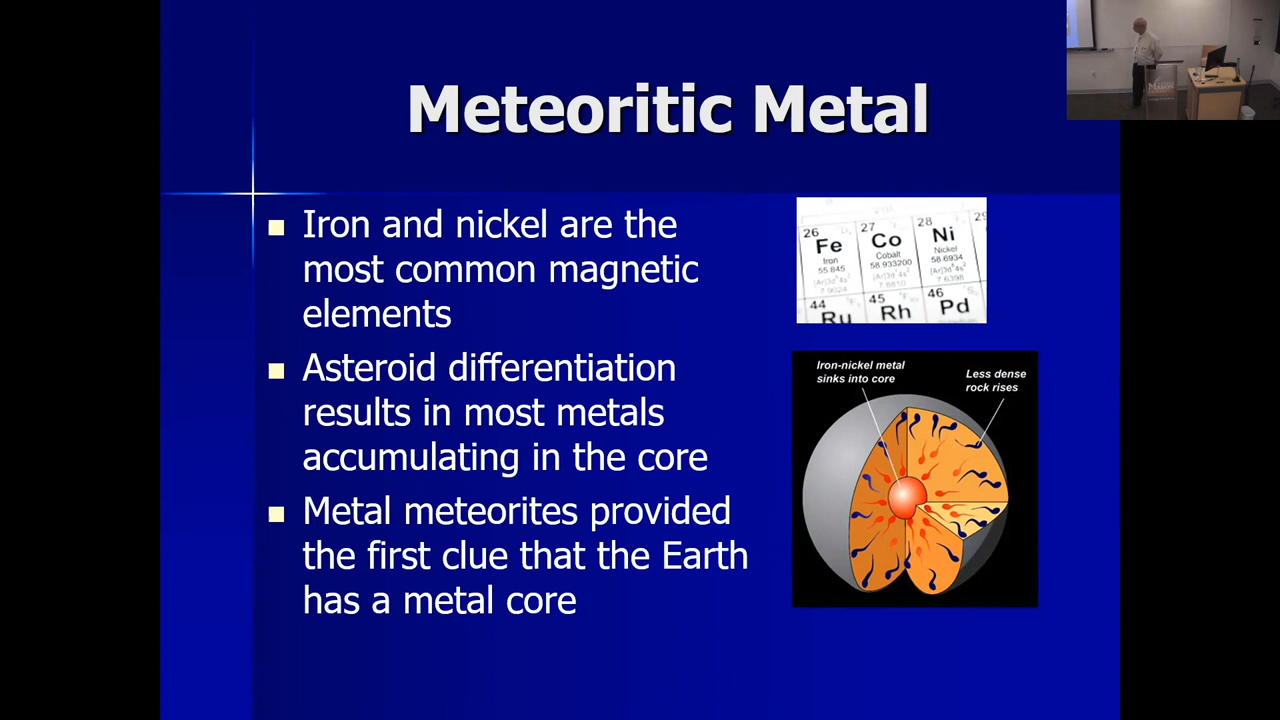 Meteoritic Metal
Iron and nickel are the
most common magnetic
elements
Asteroid differentiation
results in most metals
accumulating in the core
Metal meteorites provided
the first clue that the Earth
has a metal core
26
Fe
Iron
55.845
27
Co
Cobalt
58.933200
28
Ni
Nickel
58.6934
44
Ru
45
Rh
46
Pd
Iron-nickel metal
sinks into core
Less dense
rock rises
MASON